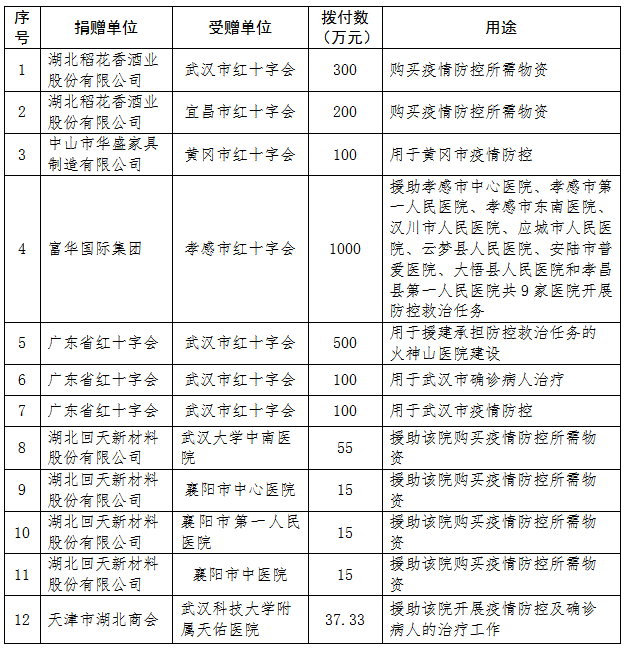 序
号
捐赠单位
受赠单位
拨付数
（万元）
用途
1
湖北稻花香酒业
股份有限公司
武汉市红十字会
300
购买疫情防控所需物资
2
湖北稻花香酒业
股份有限公司
宜昌市红十字会
200
购买疫情防控所需物资
3
中山市华盛家具
制造有限公司
黄冈市红十字会
100
用于黄冈市疫情防控
4
富华国际集团
孝感市红十字会
1000
援助孝感市中心医院、孝感市第
一人民医院、孝感市东南医院、
汉川市人民医院、应城市人民医
院、云梦县人民医院、安陆市普
爱医院、大悟县人民医院和孝昌
县第一人民医院共 9 家医院开展
防控救治任务
5
广东省红十字会
武汉市红十字会
500
用于援建承担防控救治任务的
火神山医院建设
6
广东省红十字会
武汉市红十字会
100
用于武汉市确诊病人治疗
7
广东省红十字会
武汉市红十字会
100
用于武汉市疫情防控
8
湖北回天新材料
股份有限公司
武汉大学中南医
院
55
援助该院购买疫情防控所需物
资
9
湖北回天新材料
股份有限公司
襄阳市中心医院
15
援助该院购买疫情防控所需物
资
10
湖北回天新材料
股份有限公司
襄阳市第一人民
医院
15
援助该院购买疫情防控所需物
资
11
湖北回天新材料
股份有限公司
襄阳市中医院
15
援助该院购买疫情防控所需物
资
12
天津市湖北商会
武汉科技大学附
属天佑医院
37.33
援助该院开展疫情防控及确诊
病人的治疗工作